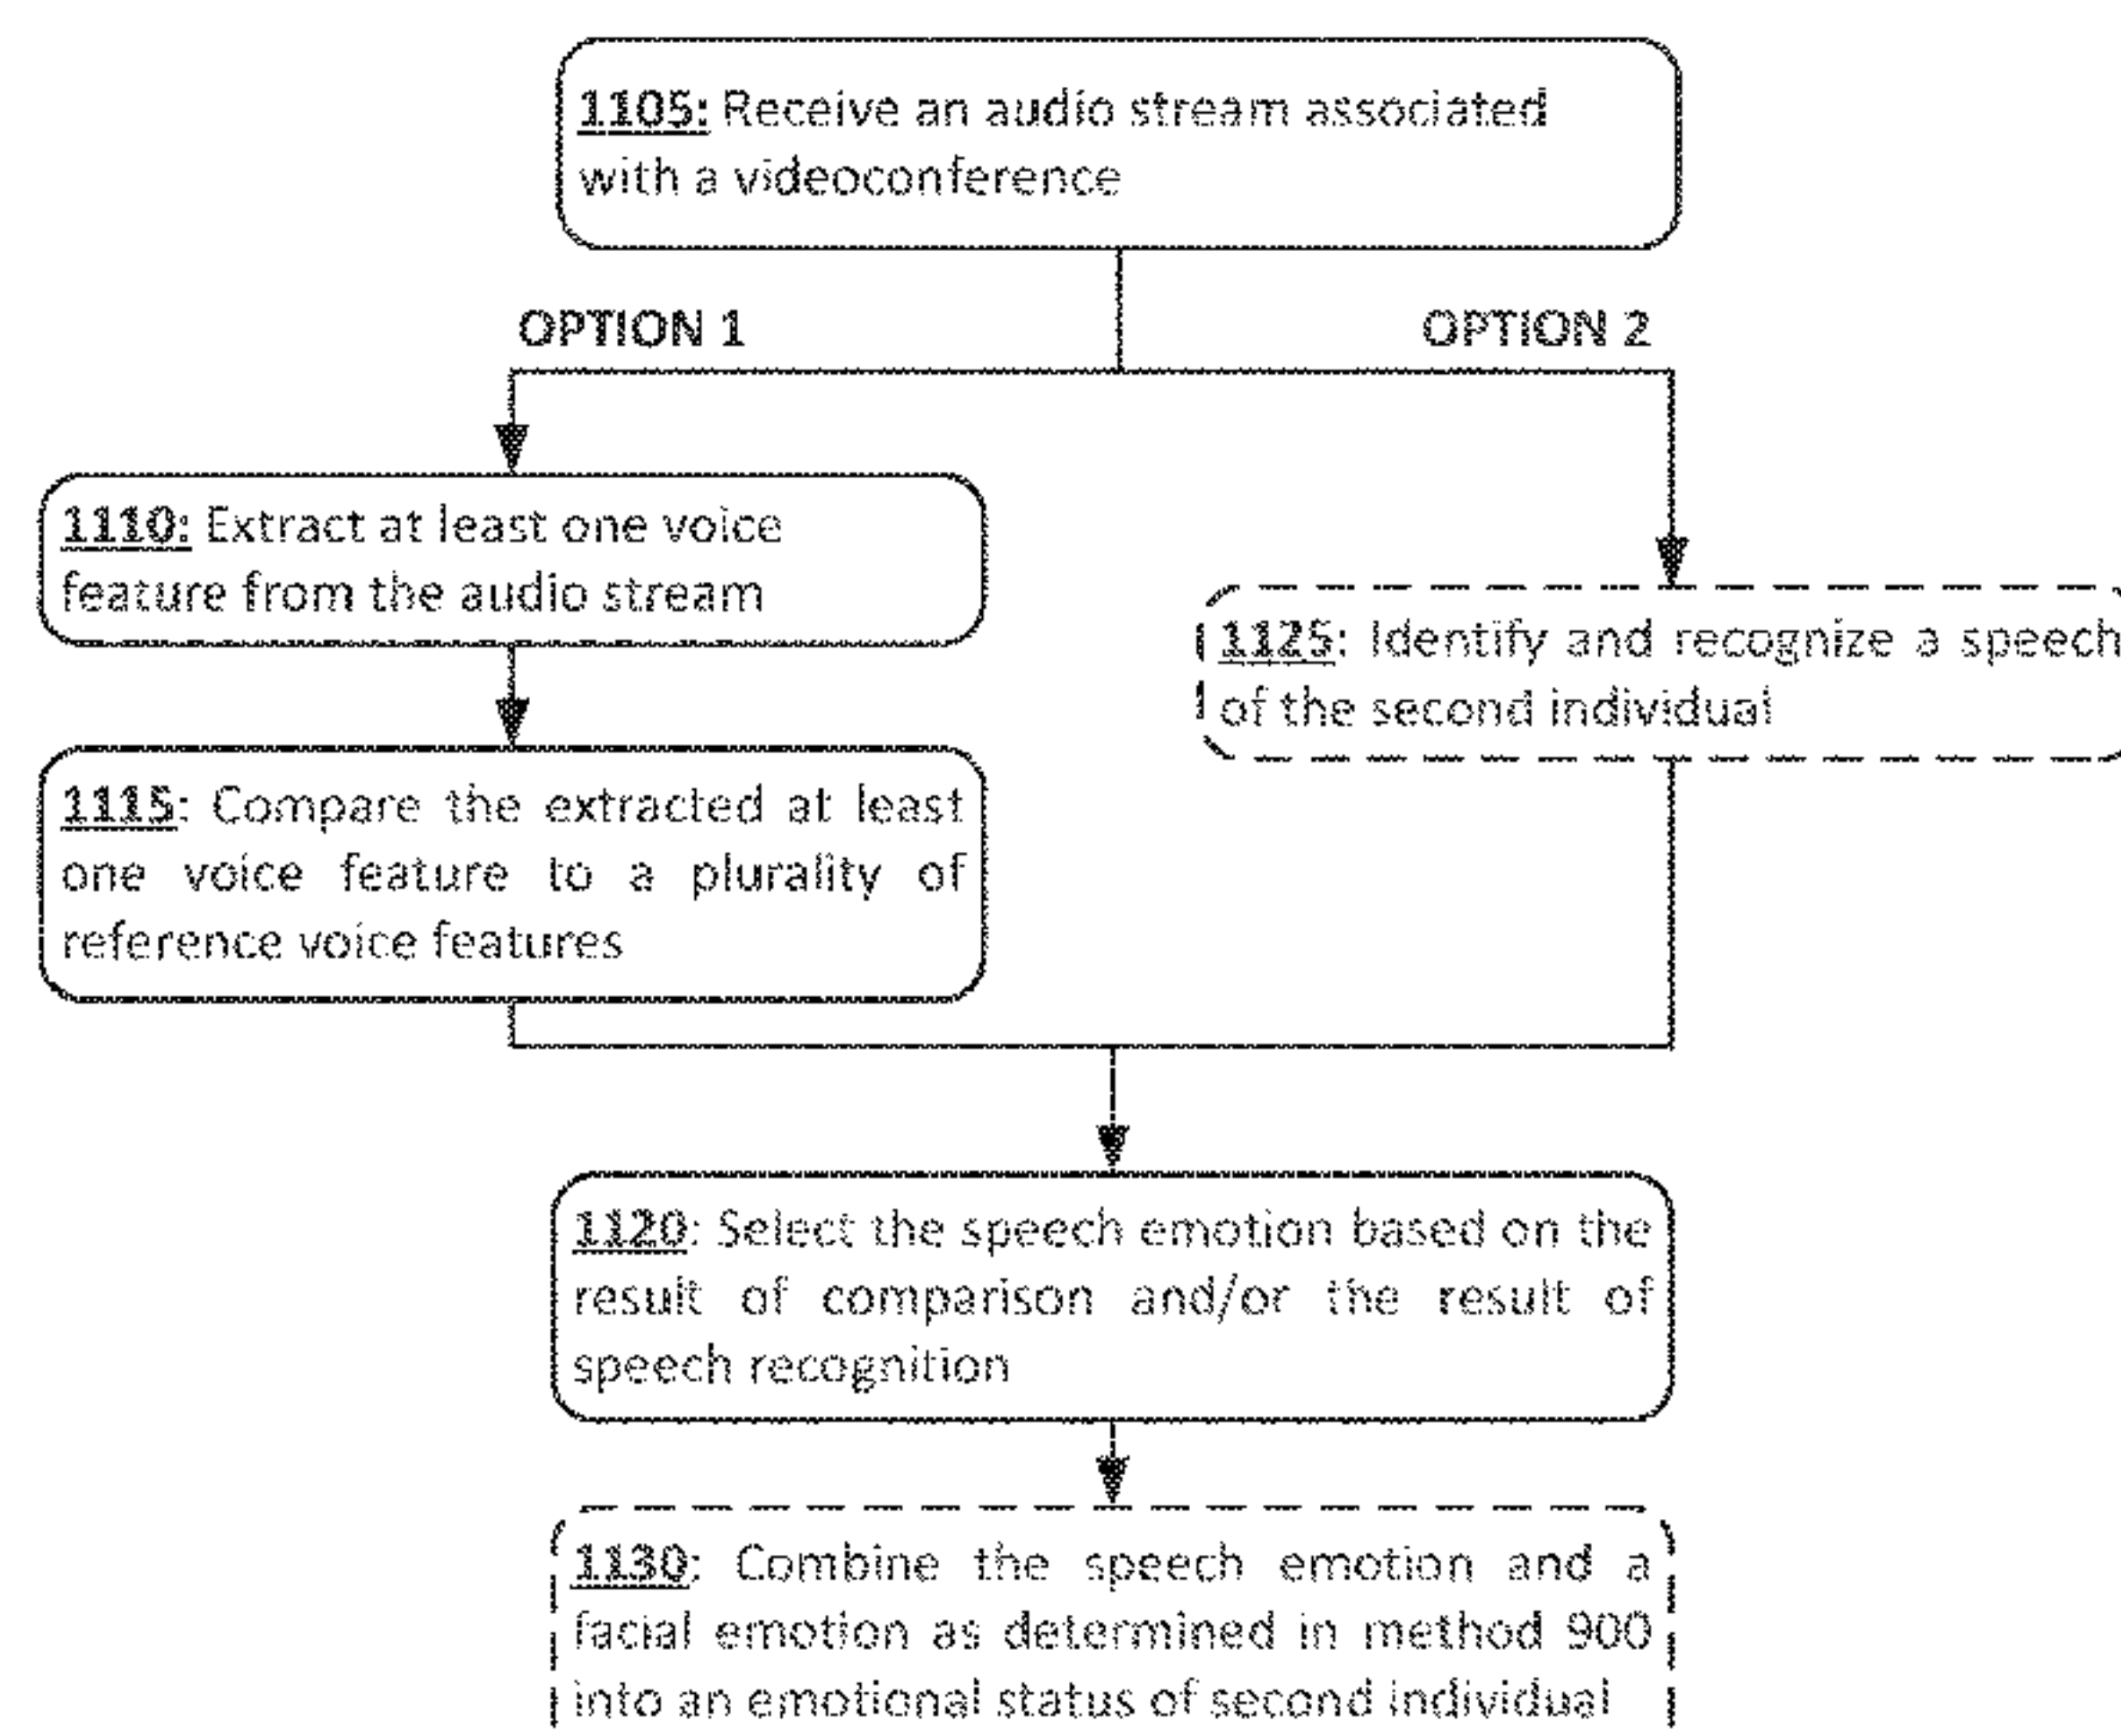 1105: Receive an audio stream associated
with a videoconference
OPTION 1
OPTION 2
1110: Extract at least one voice
feature from the audio stream
1125: Identify and recognize a speech
of the second individual
1115: Compare the extracted at least
one voice feature to a plurality of
reference voice features
1120: Select the speech emotion based on the
result of comparison and/or the result of
speech recognition
1130: Combine the speech emotion and a
facial emotion as determined in method 900
into an emotional status of second individual